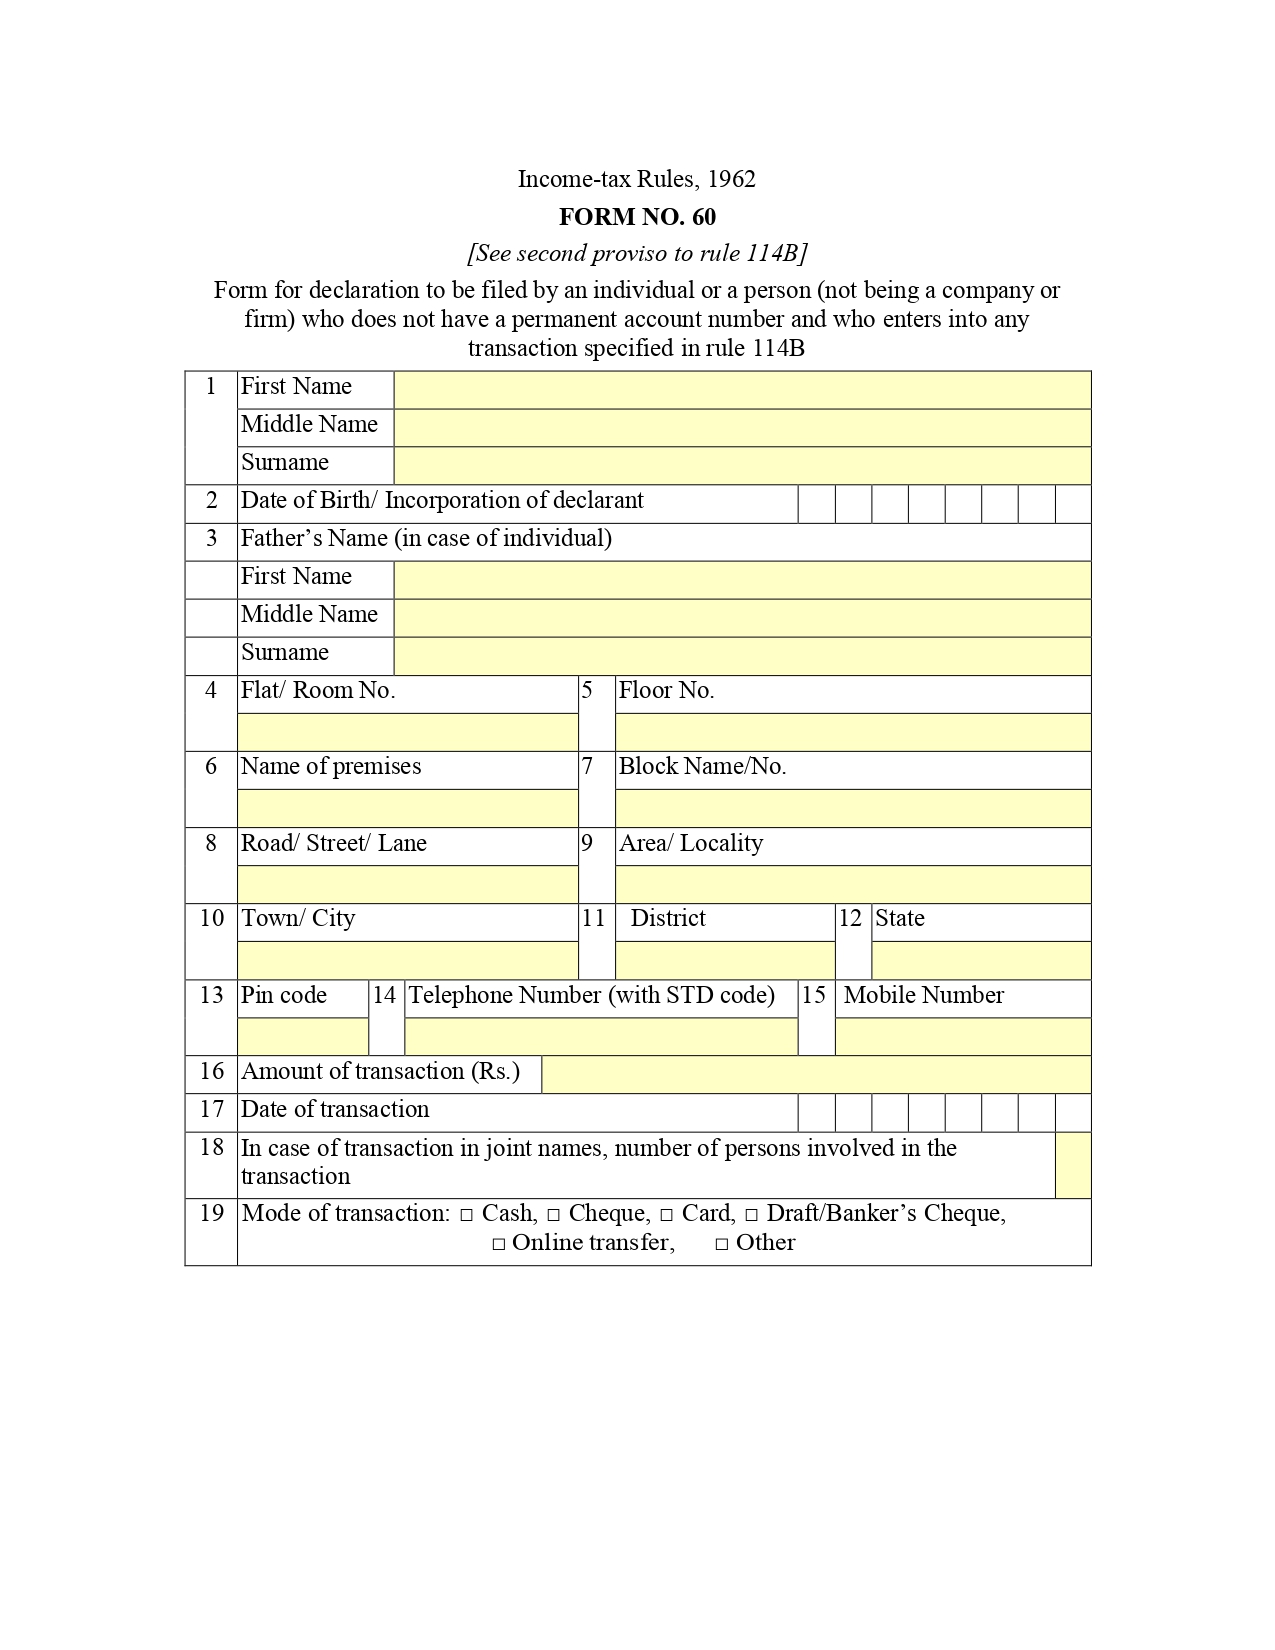 Income-tax Rules, 1962
FORM NO. 60
[See second proviso to rule 114B]
Form for declaration to be filed by an individual or a person (not being a company or
firm) who does not have a permanent account number and who enters into any
transaction specified in rule 114B
1 First Name
Middle Name
Surname
2 Date of Birth/ Incorporation of declarant
3 Father’s Name (in case of individual)
First Name
Middle Name
Surname
4 Flat/ Room No. 5 Floor No.
6 Name of premises 7 Block Name/No.
8 Road/ Street/ Lane 9 Area/ Locality
10 Town/ City 11 District 12 State
13 Pin code 14 Telephone Number (with STD code) 15 Mobile Number
16 Amount of transaction (Rs.)
17 Date of transaction
18 In case of transaction in joint names, number of persons involved in the
transaction
19 Mode of transaction: □ Cash, □ Cheque, □ Card, □ Draft/Banker’s Cheque,
□ Online transfer, □ Other